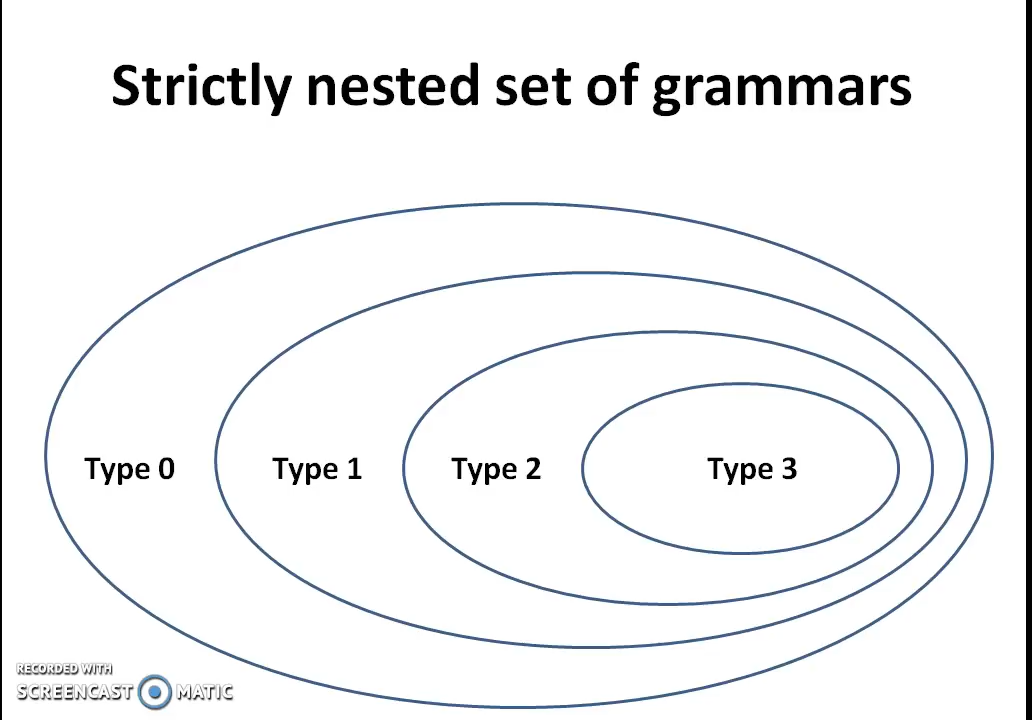 Strictly nested set of grammars
Type 0 Type 1 Type 2 Type 3
RECORDED WITH
SCREENCAST MATIC